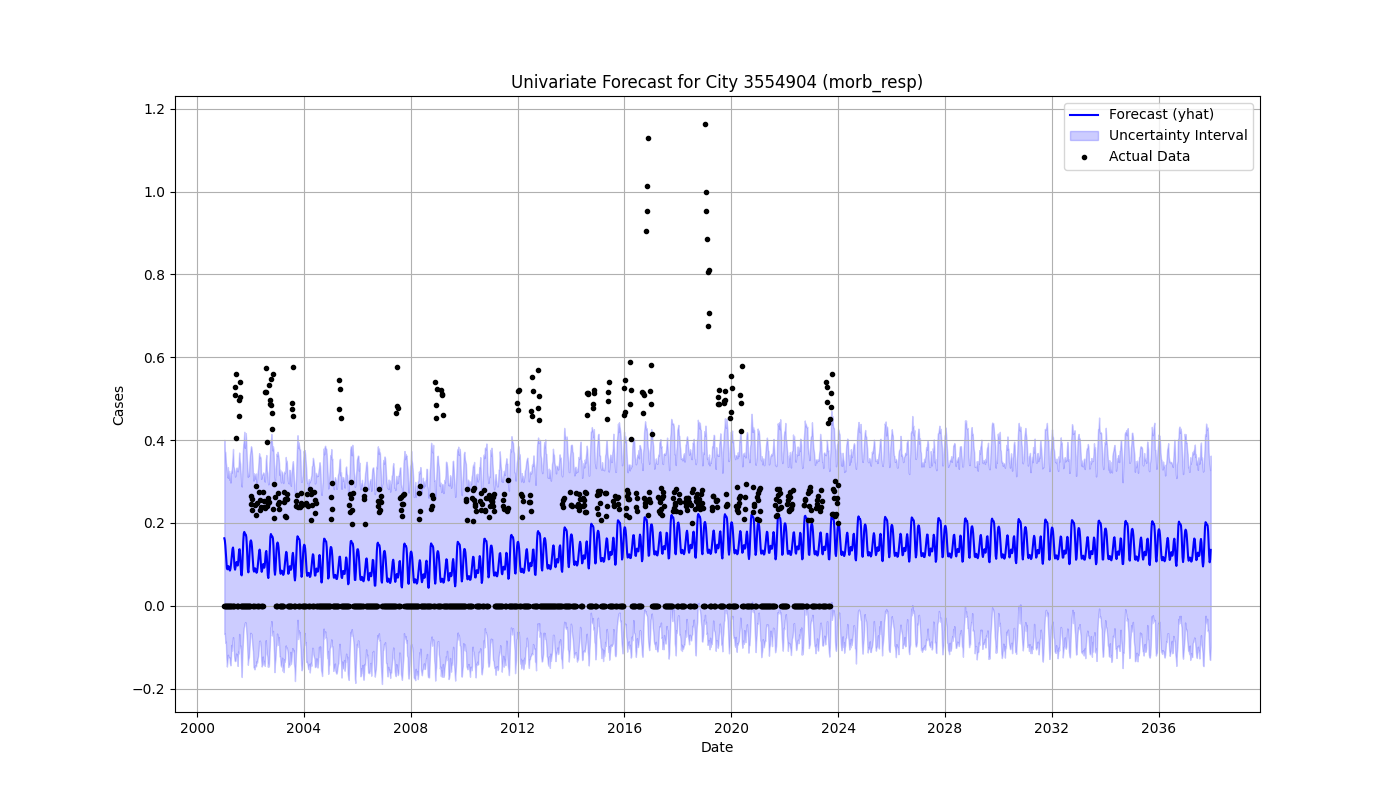 Univariate Forecast for City 3554904 (morb_resp)
Forecast (yhat)
Uncertainty Interval
Actual Data
1.2
1.0
0.8
0.6
0.4
0.2
0.0
−0.2
Cases
2000 2004 2008 2012 2016 2020 2024 2028 2032 2036
Date